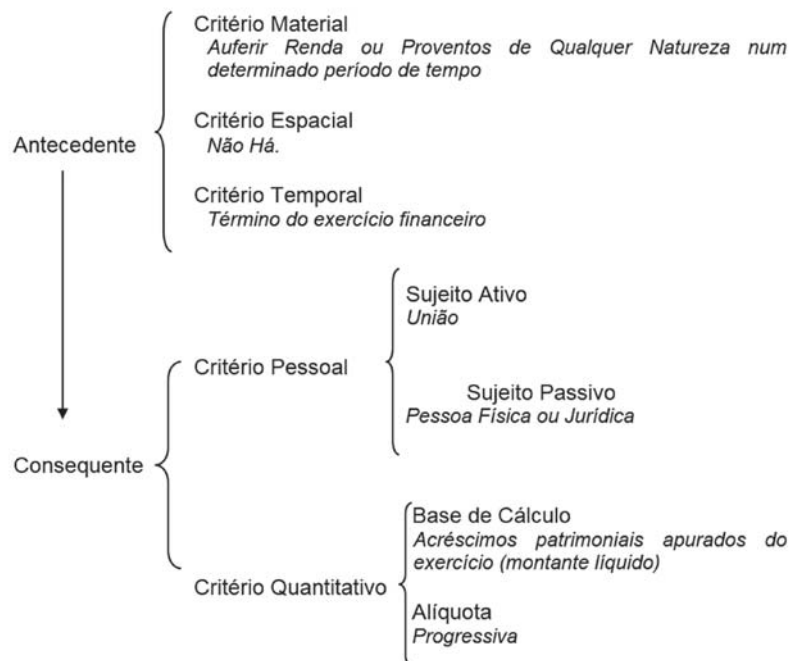 Critério Material
Auferir Renda ou Proventos de Qualquer Natureza num
determinado período de tempo
Critério Espacial
Não Há.
Antecedente
Critério Temporal
Término do exercício financeiro
Sujeito Ativo
União
Critério Pessoal
Sujeito Passivo
Pessoa Física ou Jurídica
Consequente
Base de Cálculo
Acréscimos patrimoniais apurados do
exercício (montante líquido)
Critério Quantitativo
Alíquota
Progressiva